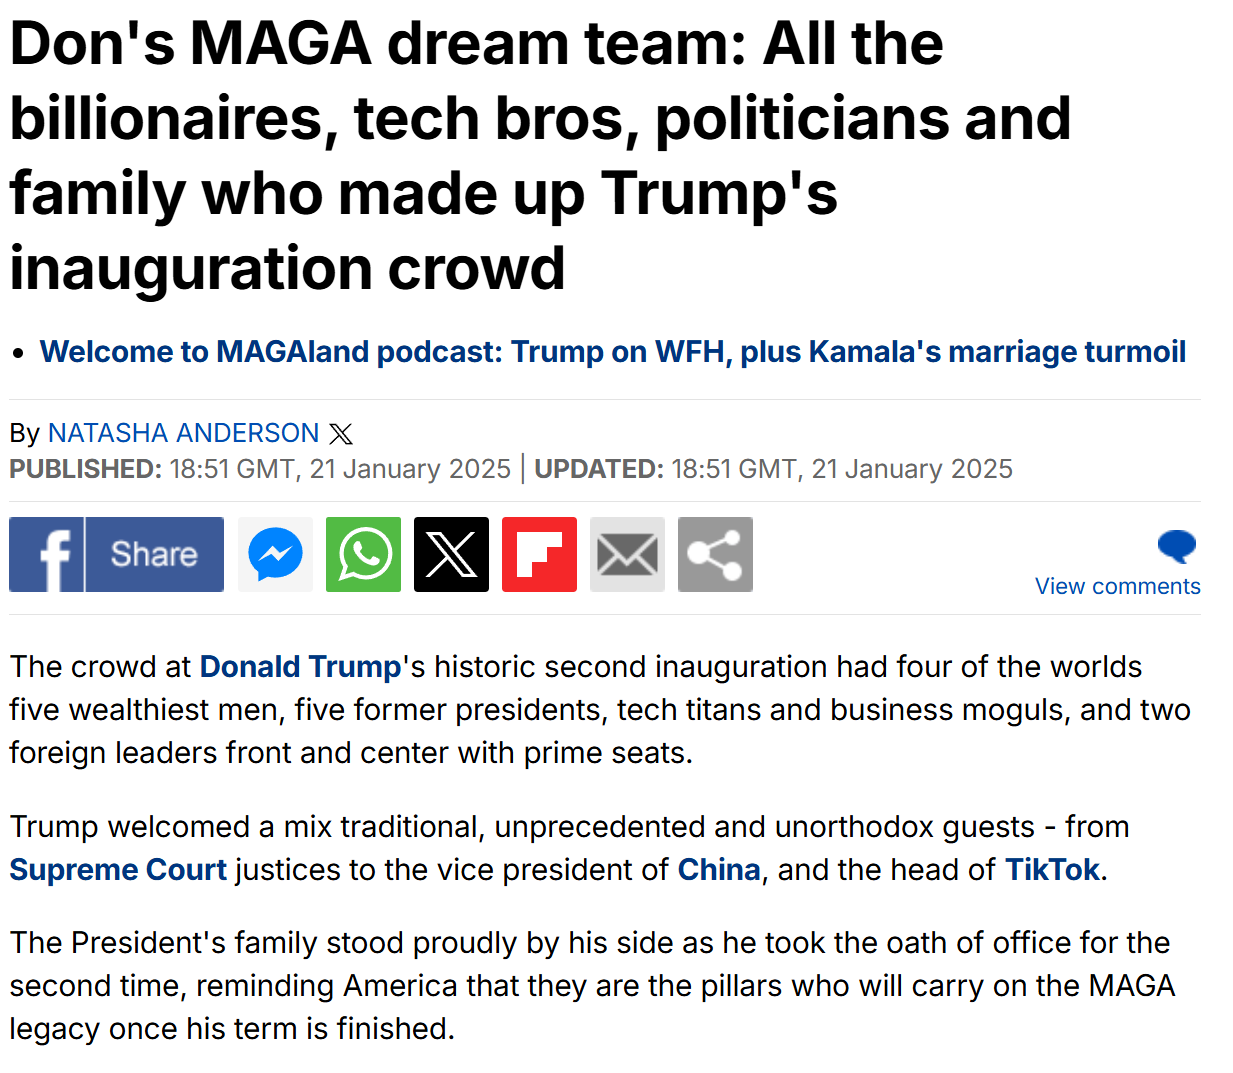 Don's MAGA dream team: All the
billionaires, tech bros, politicians and
family who made up Trump's
inauguration crowd
• Welcome to MAGAland podcast: Trump on WFH, plus Kamala's marriage turmoil
By NATASHA ANDERSON
PUBLISHED: 18:51 GMT, 21 January 2025 | UPDATED: 18:51 GMT, 21 January 2025
Share
View comments
The crowd at Donald Trump's historic second inauguration had four of the worlds
five wealthiest men, five former presidents, tech titans and business moguls, and two
foreign leaders front and center with prime seats.
Trump welcomed a mix traditional, unprecedented and unorthodox guests - from
Supreme Court justices to the vice president of China, and the head of TikTok.
The President's family stood proudly by his side as he took the oath of office for the
second time, reminding America that they are the pillars who will carry on the MAGA
legacy once his term is finished.